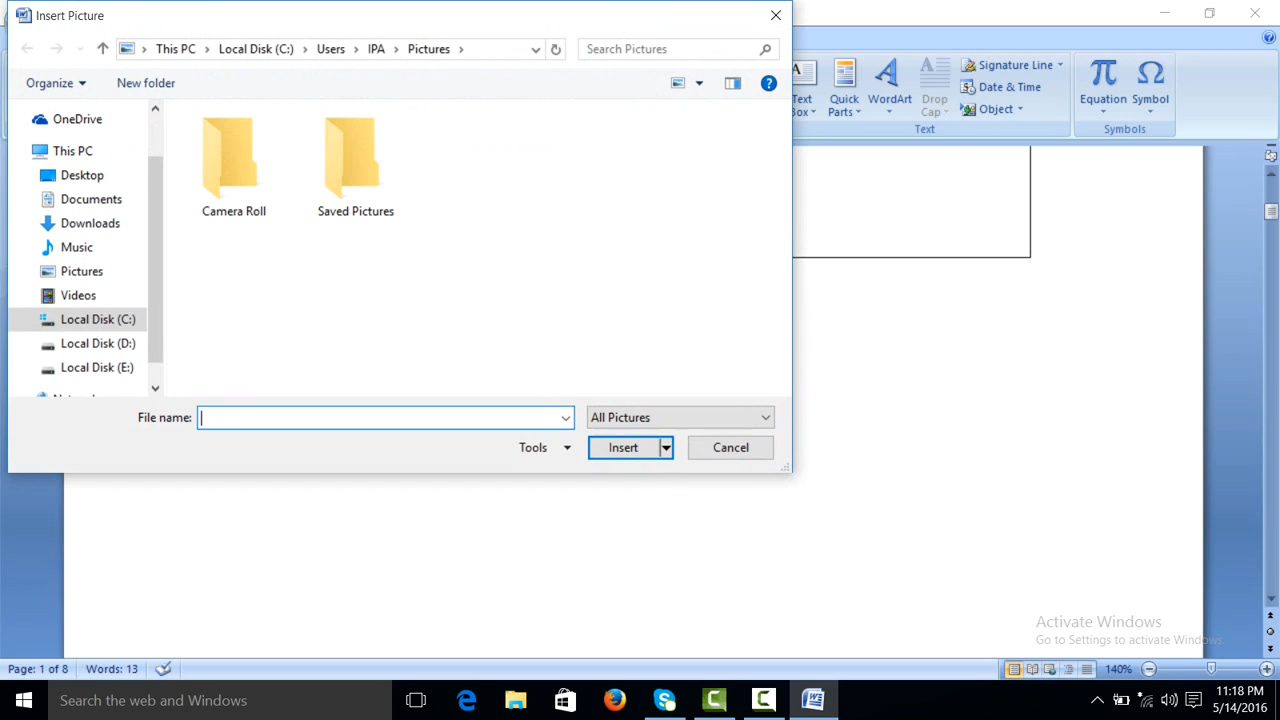 Insert Picture
This PC Local Disk (C:) Users IPA Pictures
Search Pictures
Organize
New folder
OneDrive
This PC
Desktop
Documents
Downloads
Music
Pictures
Videos
Local Disk (C:)
Local Disk (D:)
Local Disk (E:)
Camera Roll
Saved Pictures
File name:
All Pictures
Tools
Insert
Cancel
Text
Box
Quick
Parts
WordArt
Drop
Cap
Signature Line
Date & Time
Object
Text
Equation
Symbol
Symbols
Activate Windows
Go to Settings to activate Windows.
Page: 1 of 8
Words: 13
140%
Search the web and Windows
11:18 PM
5/14/2016